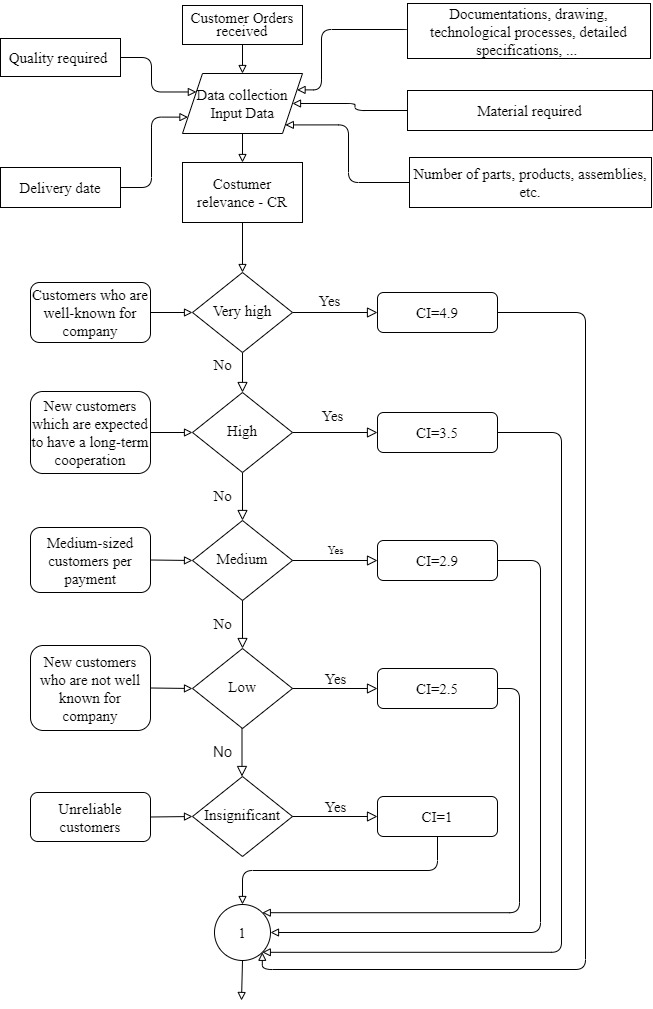 Customer Orders
received
Documentations, drawing,
technological processes, detailed
specifications, ...
Quality required
Data collection
Input Data
Material required
Delivery date
Costumer
relevance - CR
Number of parts, products, assemblies,
etc.
Customers who are
well-known for
company
Very high
Yes
CI=4.9
No
New customers
which are expected
to have a long-term
cooperation
High
Yes
CI=3.5
No
Medium-sized
customers per
payment
Medium
Yes
CI=2.9
No
New customers
who are not well
known for
company
Low
Yes
CI=2.5
No
Unreliable
customers
Insignificant
Yes
CI=1
1